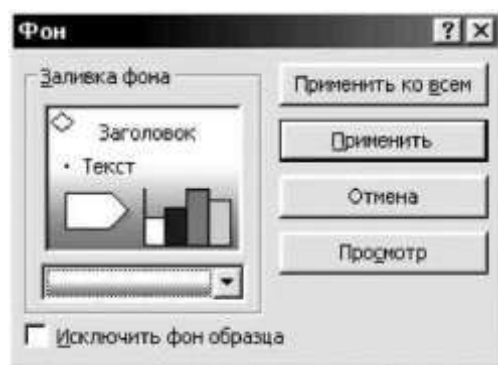 Фон
Заливка фона
Заголовок
• Текст
Применить ко всем
Применить
Отмена
Просмотр
Исключить фон образца